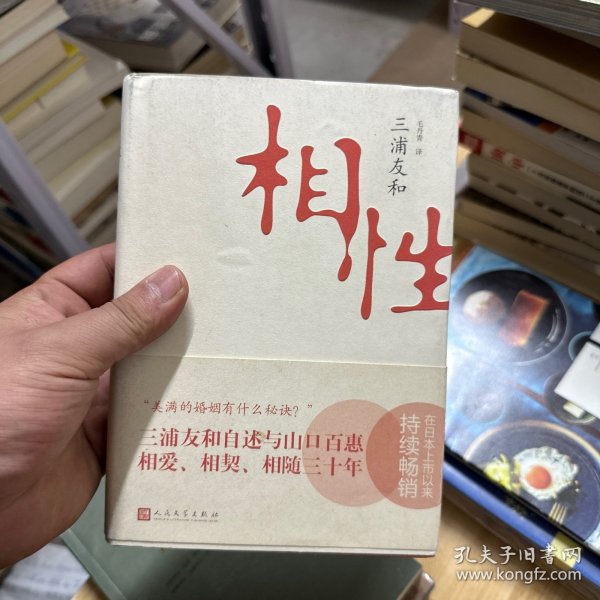 相性
三浦友和
毛丹青 译
“美满的婚姻有什么秘诀？”
三浦友和自述与山口百惠
相爱、相契、相随三十年
在日本上市以来
持续畅销
人民文学出版社
孔夫子旧书网
www.kongfz.com